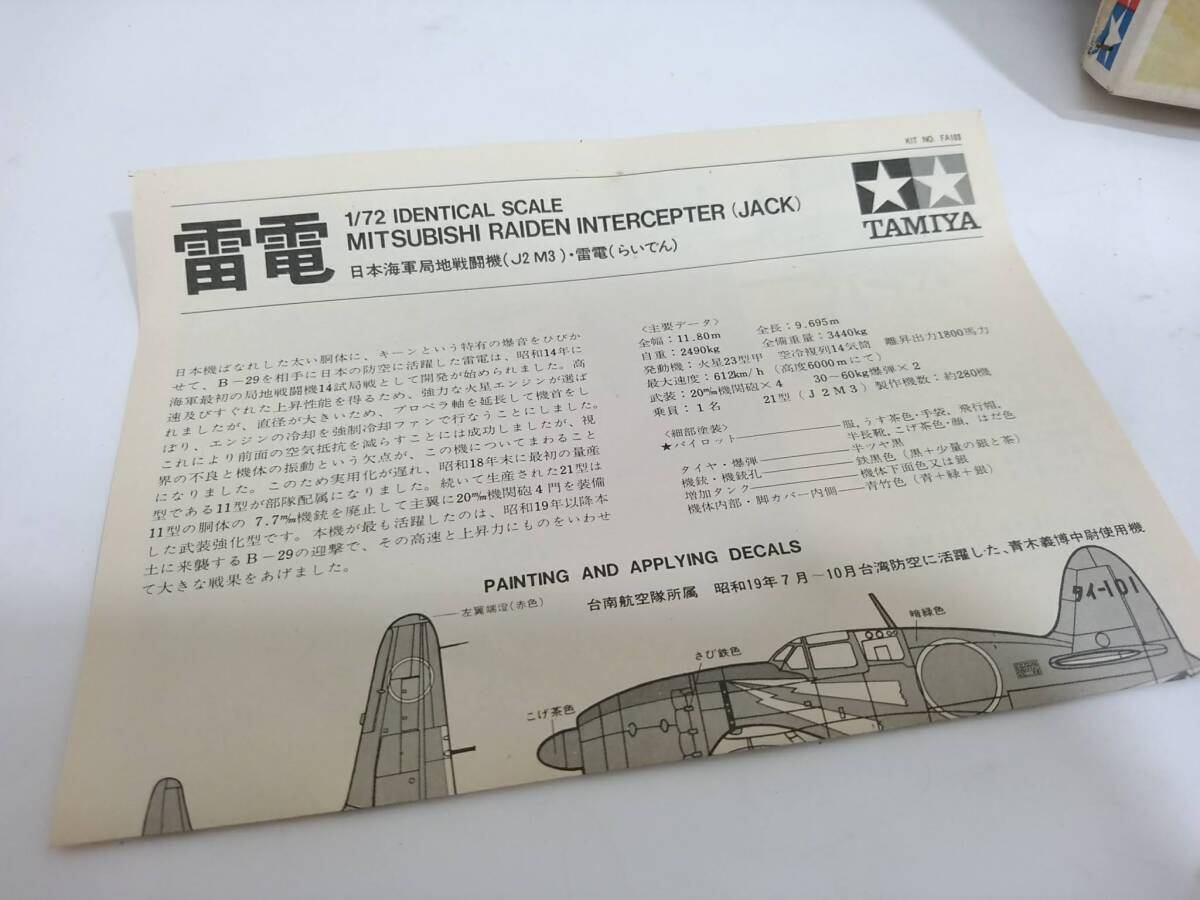 KIT NO. FA103
雷電
1/72 IDENTICAL SCALE
MITSUBISHI RAIDEN INTERCEPTER (JACK)
日本海軍局地戦闘機(J2M3)・雷電(らいでん)
TAMIYA
日本機ばなれした太い胴体に、キーンという特有の爆音をひびか
せて、B-29を相手に日本の防空に活躍した雷電は、昭和14年に
海軍最初の局地戦闘機14試局戦として開発が始められました。高
速及びすぐれた上昇性能を得るため、強力な火星エンジンが選ば
れましたが、直径が大きいため、プロペラ軸を延長して機首をし
ぼり、エンジンの冷却を強制冷却ファンで行なうことにしました。
これにより前面の空気抵抗を減らすことには成功しましたが、視
界の不良と機体の振動という欠点が、この機についてまわること
になりました。このため実用化が遅れ、昭和18年末に最初の量産
型である11型が部隊配属になりました。続いて生産された21型は
11型の胴体の 7.7m/m機銃を廃止して主翼に20m/m機関砲4門を装備
した武装強化型です。本機が最も活躍したのは、昭和19年以降本
土に来襲するB-29の迎撃で、その高速と上昇力にものをいわせ
て大きな戦果をあげました。
〈主要データ〉
全幅:11.80m 全長:9.695m
自重:2490kg 全備重量:3440kg
発動機:火星23型甲 空冷複列14気筒 離昇出力1800馬力
最大速度:612km/h (高度6000mにて)
武装:20m/m機関砲×4 30~60kg爆弾×2
乗員:1名 21型(J2M3)製作機数:約280機
〈細部塗装〉
★パイロット————服,うす茶色・手袋,飛行帽,
半長靴,こげ茶色・顔,はだ色
タイヤ・爆弾————半ツヤ黒
機銃・機銃孔————鉄黒色(黒+少量の銀と茶)
増加タンク————機体下面色又は銀
機体内部・脚カバー内側——青竹色(青+緑+銀)
PAINTING AND APPLYING DECALS
台南航空隊所属 昭和19年7月—10月台湾防空に活躍した、青木義博中尉使用機
左翼端燈(赤色)
こげ茶色
さび鉄色
暗緑色
タイ-101